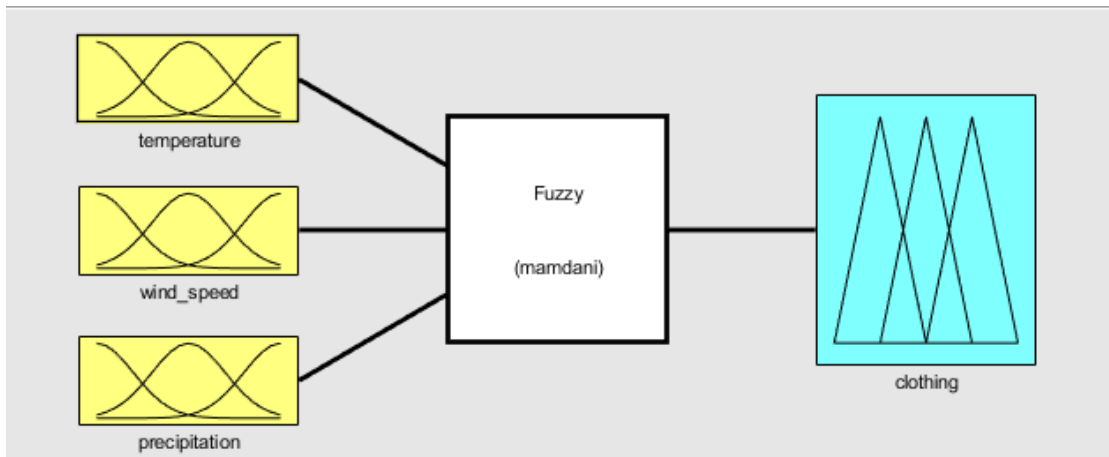 temperature
wind_speed
precipitation
Fuzzy
(mamdani)
clothing